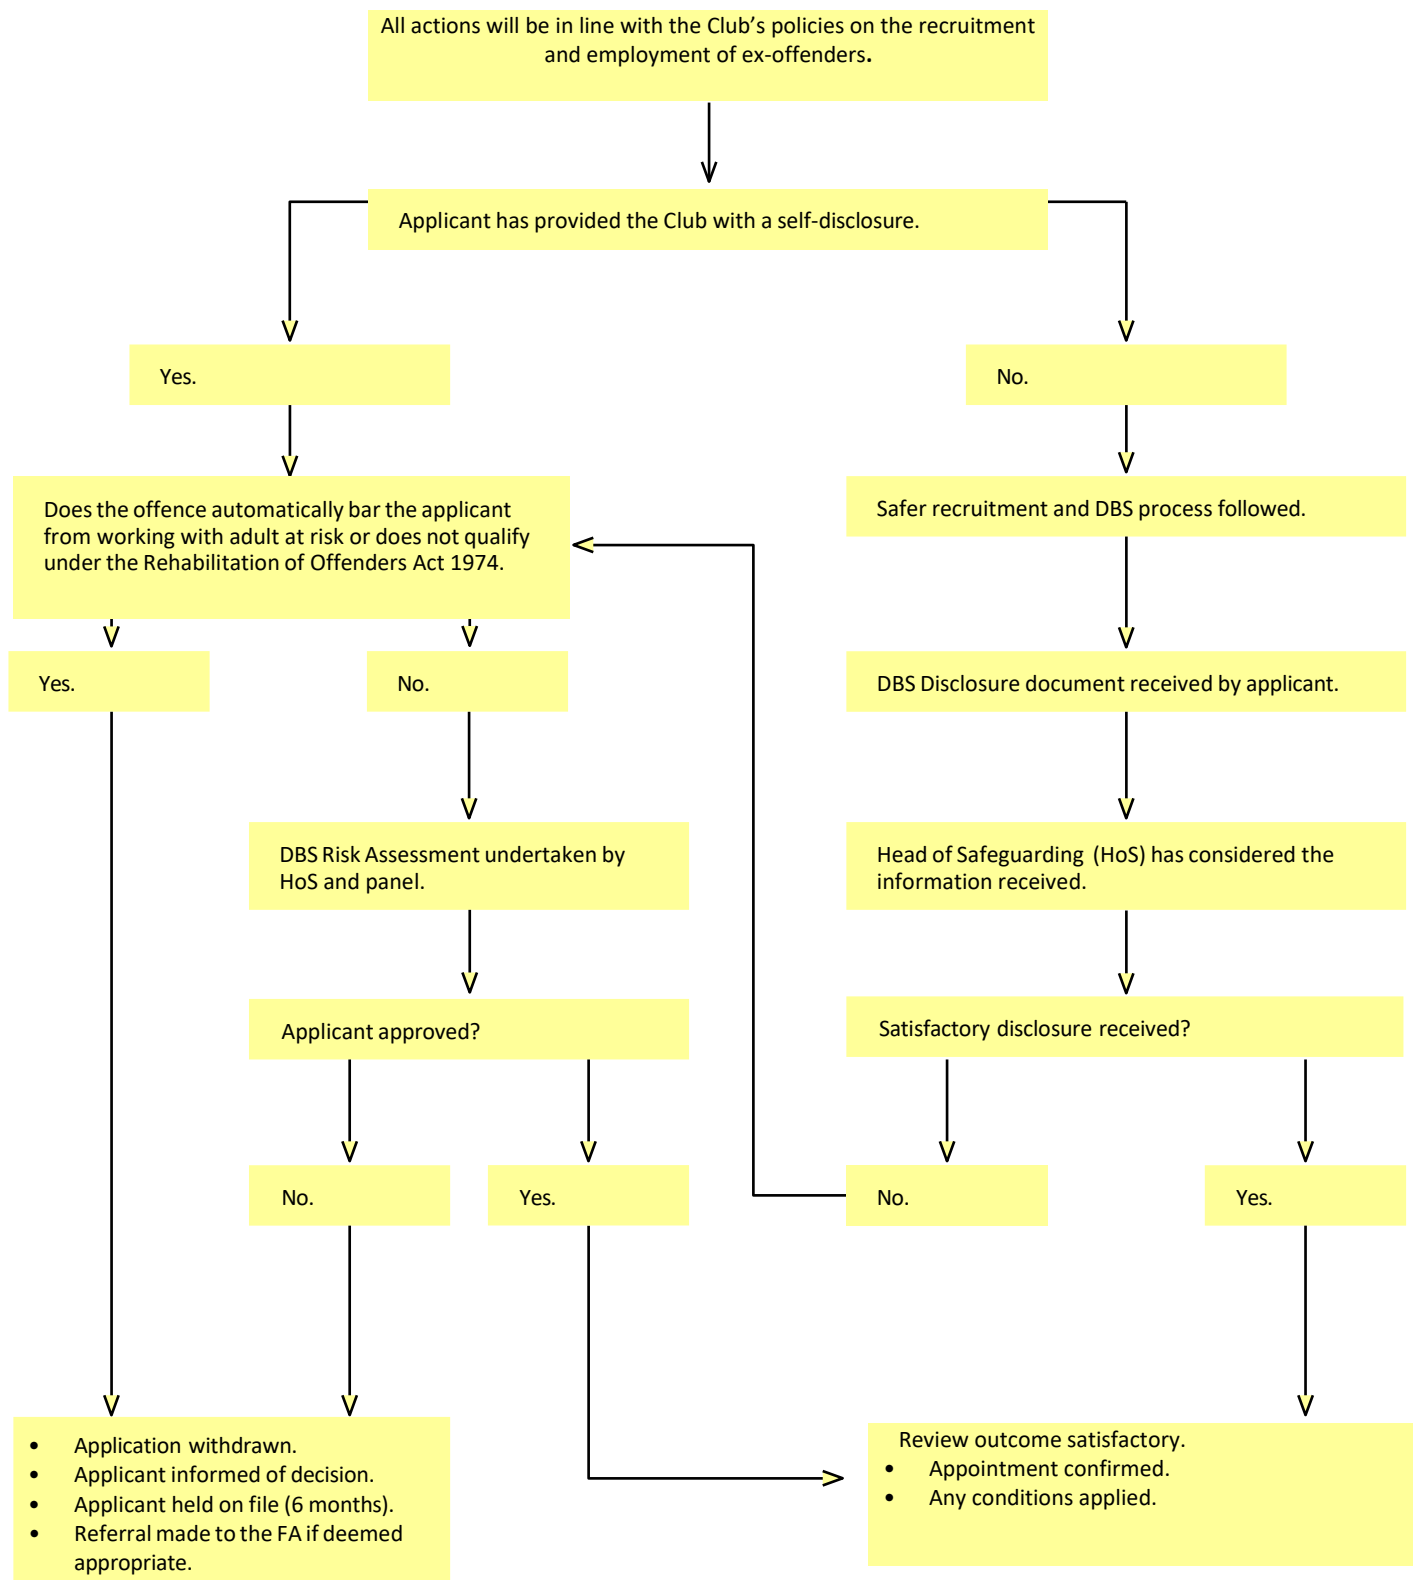 All actions will be in line with the Club’s policies on the recruitment
and employment of ex-offenders.
Applicant has provided the Club with a self-disclosure.
Yes.
No.
Does the offence automatically bar the applicant
from working with adult at risk or does not qualify
under the Rehabilitation of Offenders Act 1974.
Safer recruitment and DBS process followed.
Yes.
No.
DBS Disclosure document received by applicant.
DBS Risk Assessment undertaken by
HoS and panel.
Head of Safeguarding (HoS) has considered the
information received.
Applicant approved?
Satisfactory disclosure received?
No.
Yes.
No.
Yes.
• Application withdrawn.
• Applicant informed of decision.
• Applicant held on file (6 months).
• Referral made to the FA if deemed
appropriate.
Review outcome satisfactory.
• Appointment confirmed.
• Any conditions applied.